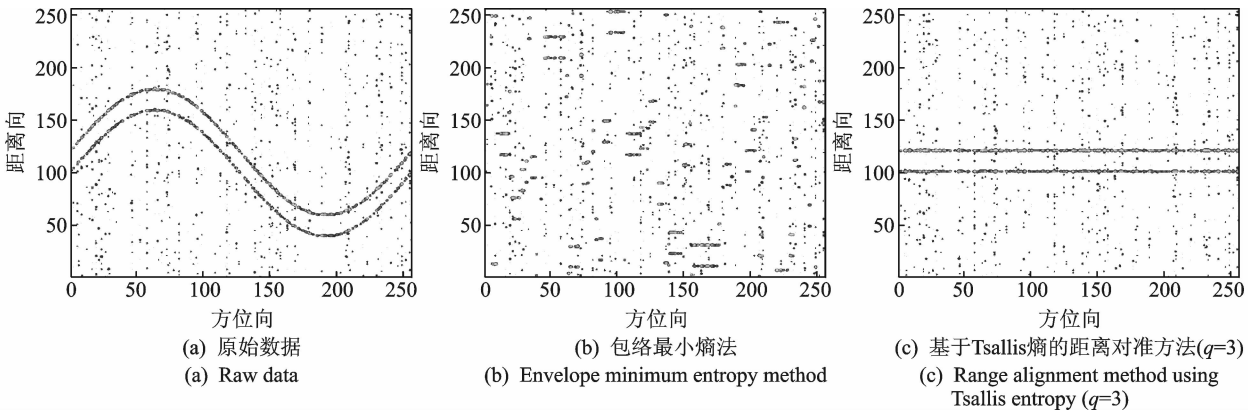 250
200
150
100
50
距离向
0 50 100 150 200 250
方位向
(a) 原始数据
(a) Raw data
250
200
150
100
50
距离向
0 50 100 150 200 250
方位向
(b) 包络最小熵法
(b) Envelope minimum entropy method
250
200
150
100
50
距离向
0 50 100 150 200 250
方位向
(c) 基于Tsallis熵的距离对准方法(q=3)
(c) Range alignment method using
Tsallis entropy (q=3)